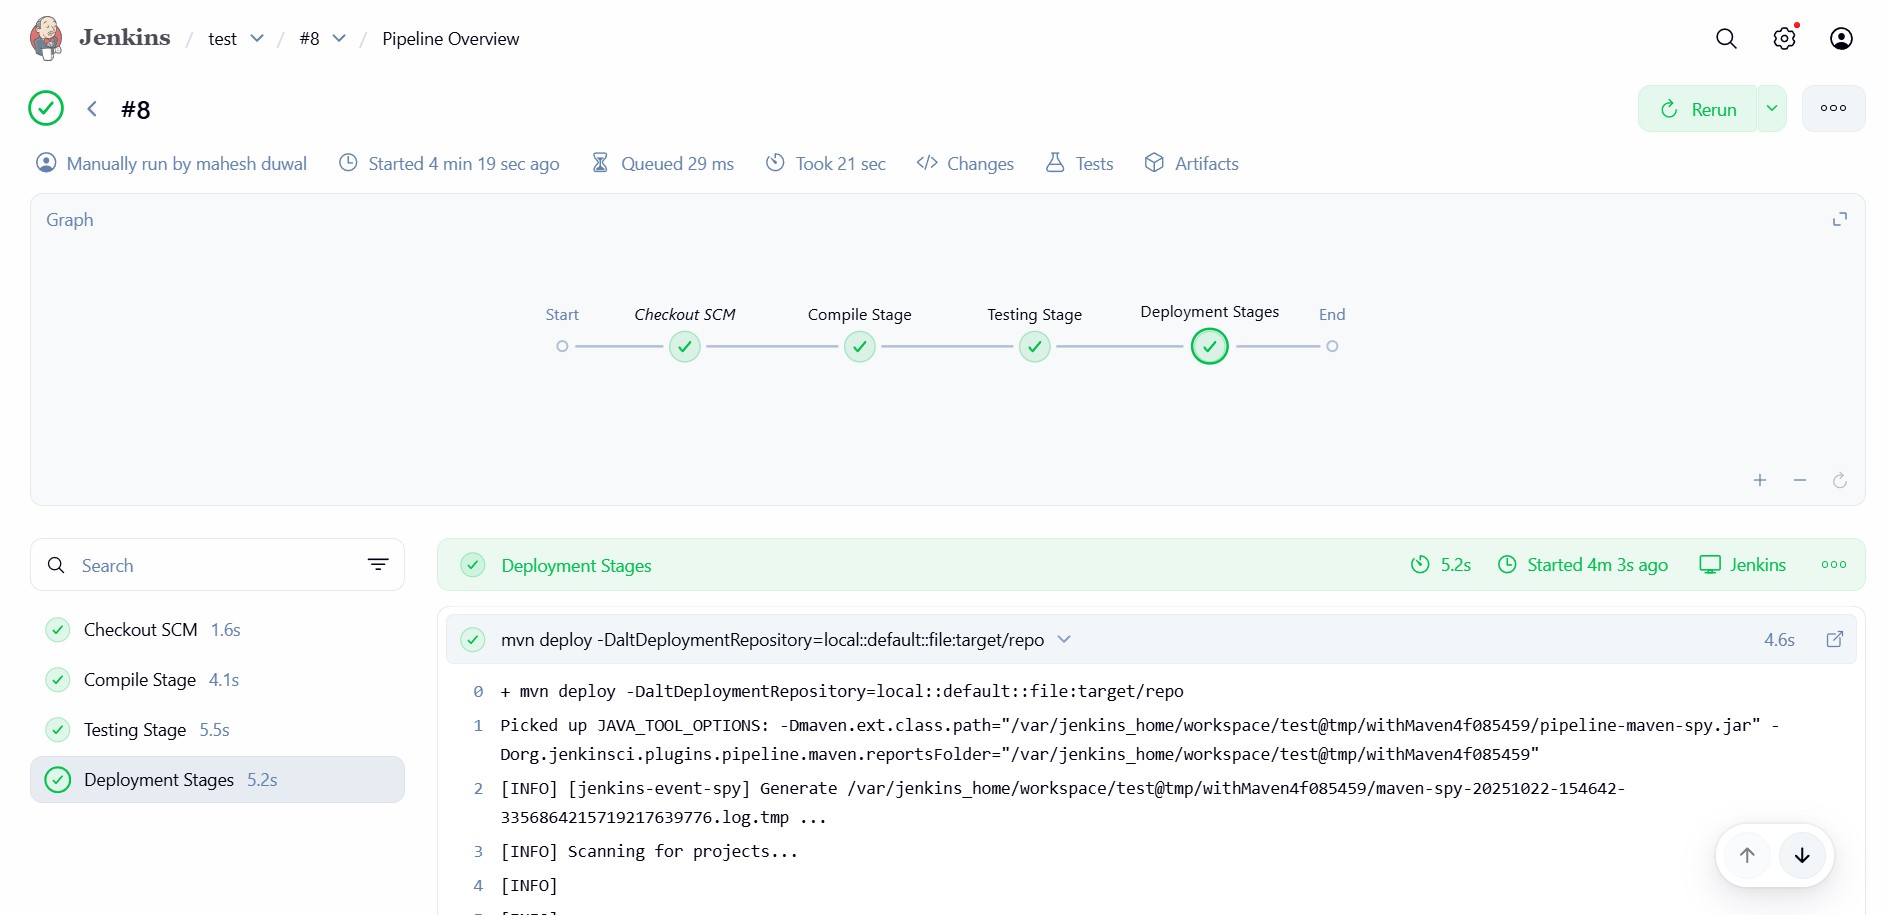 Jenkins / test / #8 / Pipeline Overview
#8
Rerun
Manually run by mahesh duwal Started 4 min 19 sec ago Queued 29 ms Took 21 sec </> Changes Tests Artifacts
Graph
Start Checkout SCM Compile Stage Testing Stage Deployment Stages End
Search
Checkout SCM 1.6s
Compile Stage 4.1s
Testing Stage 5.5s
Deployment Stages 5.2s
Deployment Stages 5.2s Started 4m 3s ago Jenkins
mvn deploy -DaltDeploymentRepository=local::default::file:target/repo 4.6s
0 + mvn deploy -DaltDeploymentRepository=local::default::file:target/repo
1 Picked up JAVA_TOOL_OPTIONS: -Dmaven.ext.class.path="/var/jenkins_home/workspace/test@tmp/withMaven4f085459/pipeline-maven-spy.jar" -
Dorg.jenkinsci.plugins.pipeline.maven.reportsFolder="/var/jenkins_home/workspace/test@tmp/withMaven4f085459"
2 [INFO] [jenkins-event-spy] Generate /var/jenkins_home/workspace/test@tmp/withMaven4f085459/maven-spy-20251022-154642-
3356864215719217639776.log.tmp ...
3 [INFO] Scanning for projects...
4 [INFO]